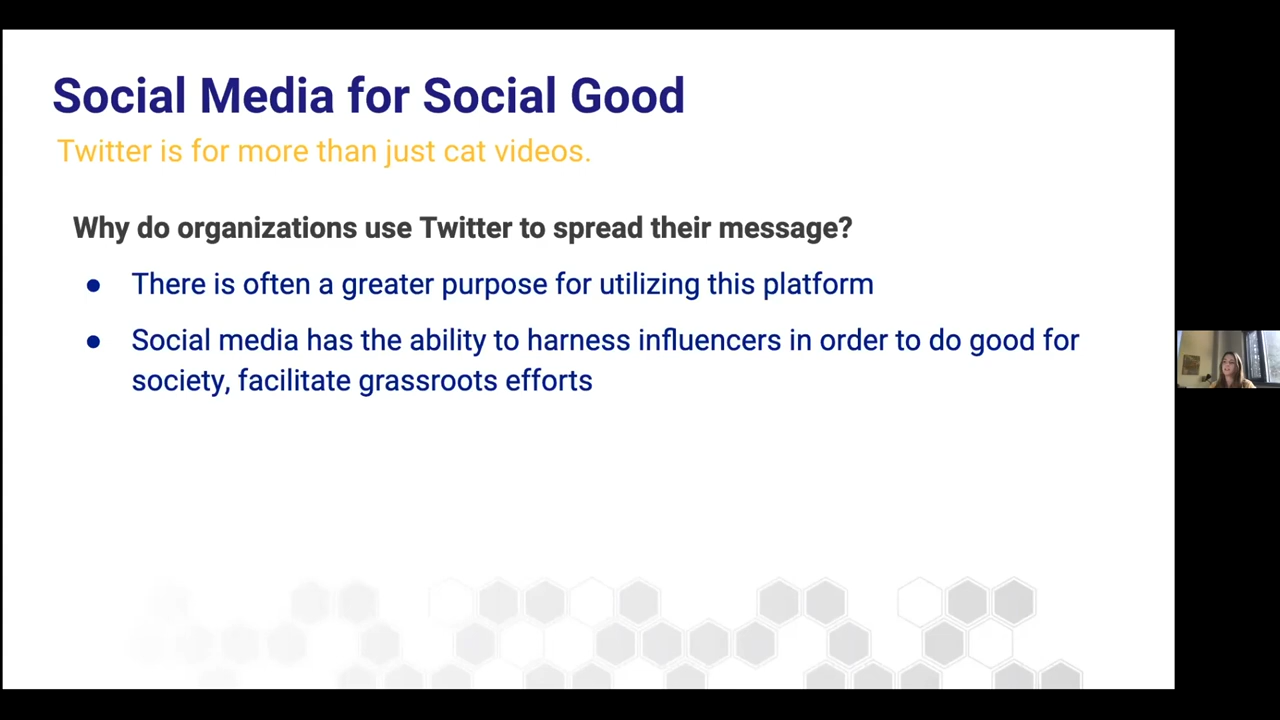 Social Media for Social Good
Twitter is for more than just cat videos.
Why do organizations use Twitter to spread their message?
● There is often a greater purpose for utilizing this platform
● Social media has the ability to harness influencers in order to do good for
society, facilitate grassroots efforts